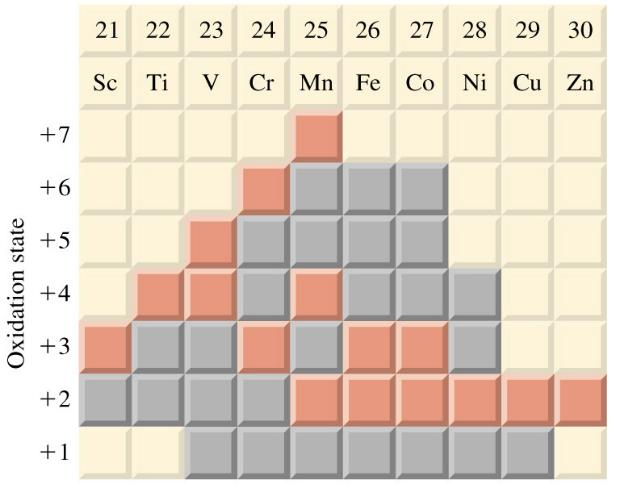 21 22 23 24 25 26 27 28 29 30
Sc Ti V Cr Mn Fe Co Ni Cu Zn
+7
+6
+5
+4
+3
+2
+1
Oxidation state